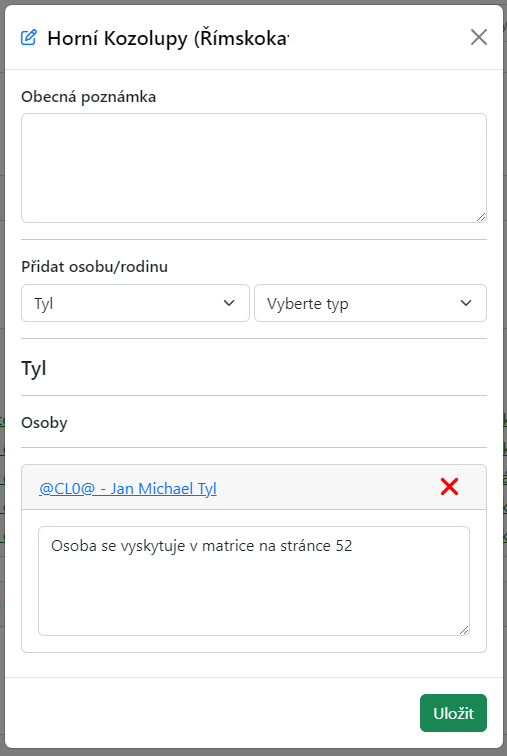 Horní Kozolupy (Římskoka
Obecná poznámka
Přidat osobu/rodinu
Tyl
Vyberte typ
Tyl
Osoby
@CL0@ - Jan Michael Tyl
Osoba se vyskytuje v matrice na stránce 52
Uložit